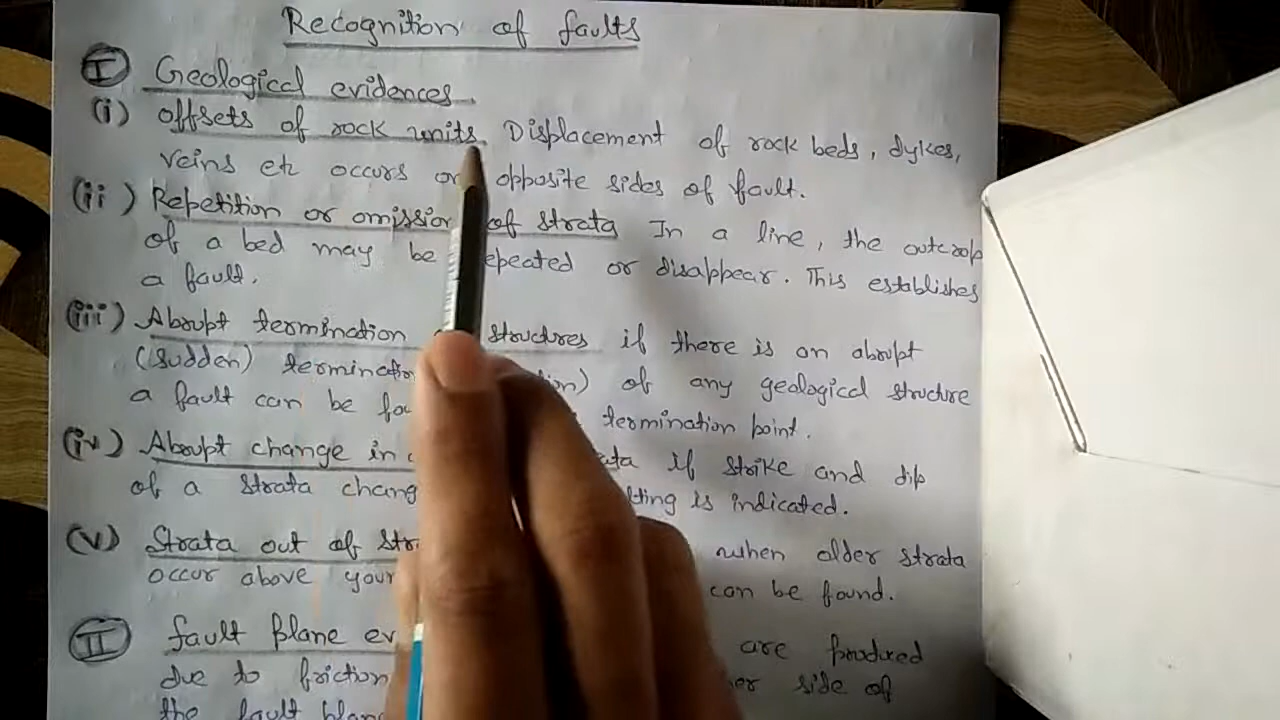 Recognition of faults
I Geological evidences.
(i) Offsets of rock units. Displacement of rock beds, dykes,
veins etc occurs on opposite sides of fault.
(ii) Repetition or omission of strata In a line, the outcrop
of a bed may be repeated or disappear. This establishes
a fault.
(iii) Abrupt termination structures if there is an abrupt
(sudden) termination of any geological structure
a fault can be termination point.
(iv) Abrupt change in if strike and dip
of a strata is indicated.
(v) Strata out of when older strata
occur above can be found.
II fault plane are produced
due to friction side of
the fault